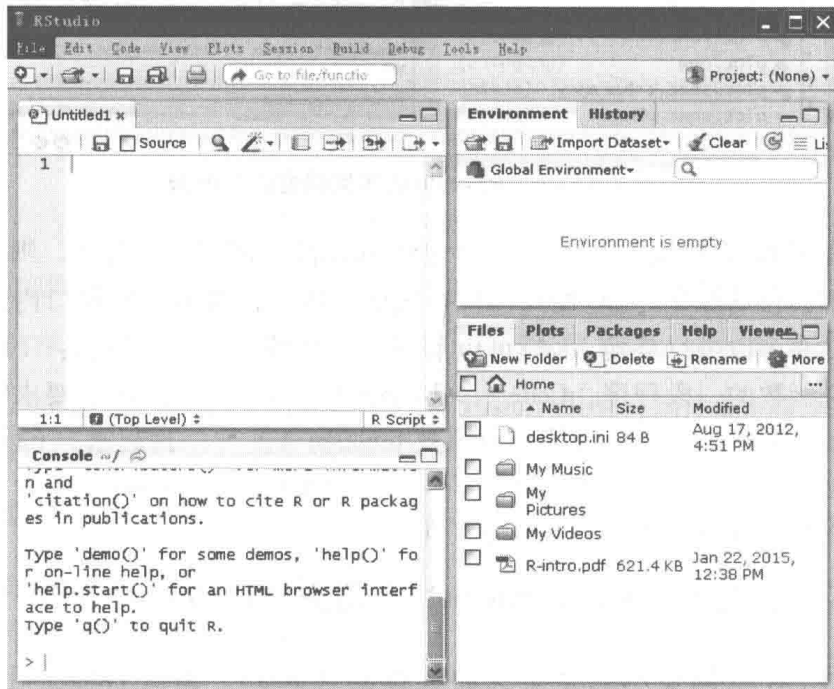 RStudio
File Edit Code View Plots Session Build Debug Tools Help
Go to file/functio
Project: (None)
Untitled1 ×
Source
1
1:1 (Top Level) R Script
Console ~/
n and
'citation()' on how to cite R or R packag
es in publications.
Type 'demo()' for some demos, 'help()' fo
r on-line help, or
'help.start()' for an HTML browser interf
ace to help.
Type 'q()' to quit R.
>
Environment History
Import Dataset Clear Li
Global Environment
Environment is empty
Files Plots Packages Help Viewer
New Folder Delete Rename More
Home ...
Name Size Modified
desktop.ini 84 B Aug 17, 2012,
4:51 PM
My Music
My
Pictures
My Videos
R-intro.pdf 621.4 KB Jan 22, 2015,
12:38 PM